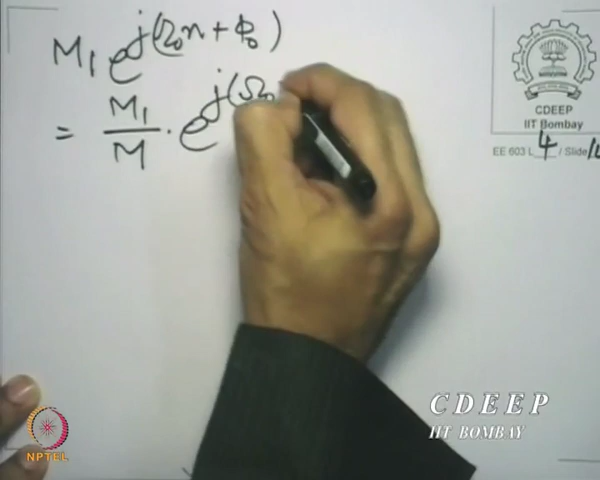 M₁ e^{j(Ω₀n + Φ₀)}
= M₁/M · e^{j(Ω₀
CDEEP
IIT Bombay
EE 603 L 4 / Slide
CDEEP
IIT BOMBAY
NPTEL